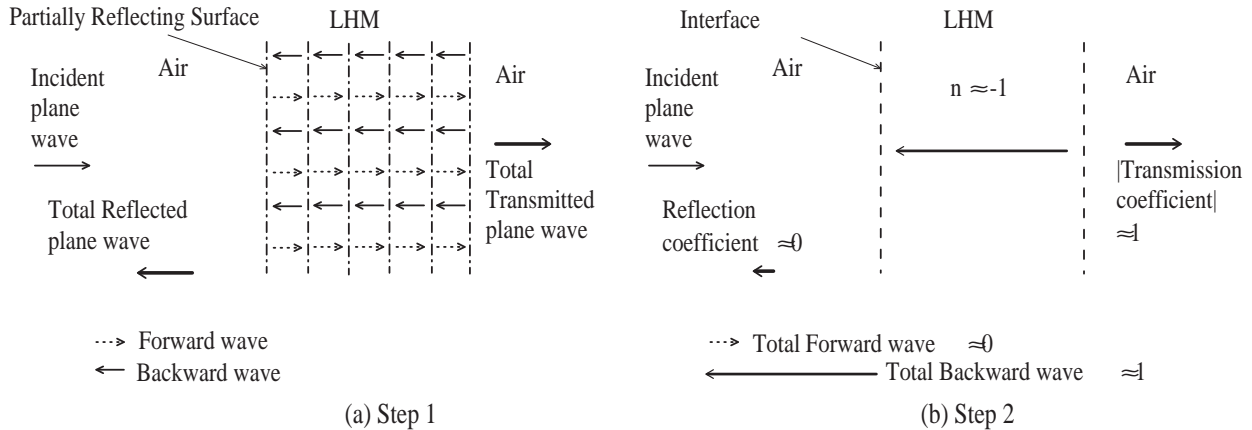 Partially Reflecting Surface
LHM
Air
Incident
plane
wave
Air
Total
Transmitted
plane wave
Total Reflected
plane wave
Forward wave
Backward wave
(a) Step 1
Interface
LHM
Air
Incident
plane
wave
n ≈-1
Air
|Transmission
coefficient|
≈1
Reflection
coefficient ≈0
Total Forward wave ≈0
Total Backward wave ≈1
(b) Step 2